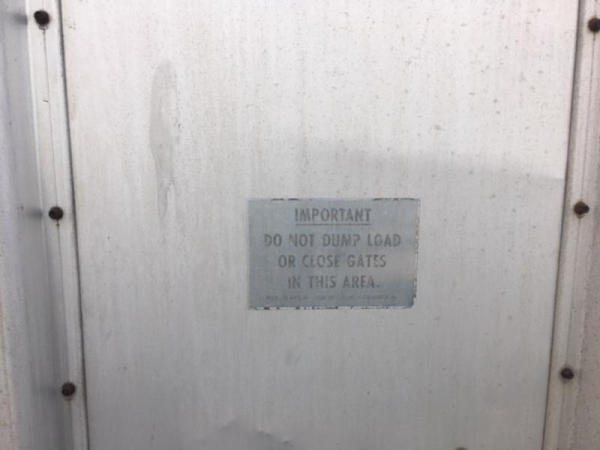 IMPORTANT
DO NOT DUMP LOAD
OR CLOSE GATES
IN THIS AREA.